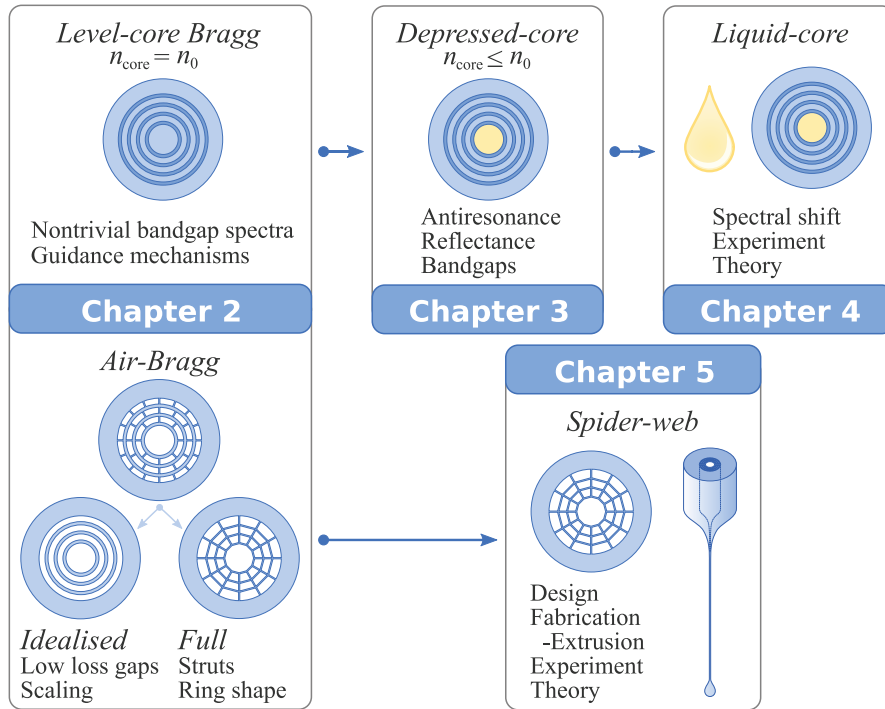 Level-core Bragg
n_core = n_0
Nontrivial bandgap spectra
Guidance mechanisms
Chapter 2
Air-Bragg
Idealised
Low loss gaps
Scaling
Full
Struts
Ring shape
Depressed-core
n_core ≤ n_0
Antiresonance
Reflectance
Bandgaps
Chapter 3
Liquid-core
Spectral shift
Experiment
Theory
Chapter 4
Chapter 5
Spider-web
Design
Fabrication
-Extrusion
Experiment
Theory